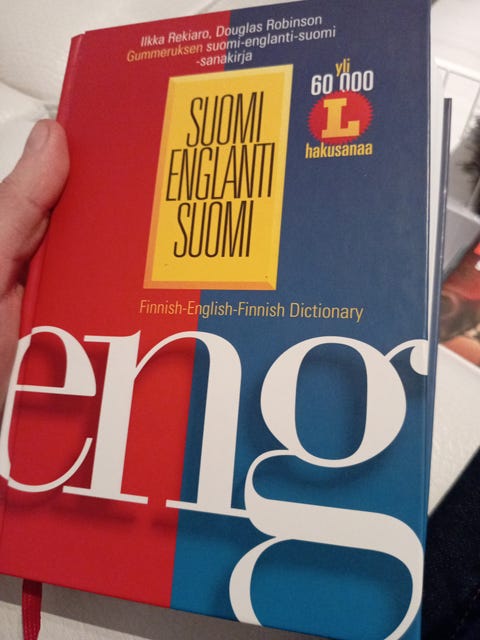 Ilkka Rekiaro, Douglas Robinson
Gummeruksen suomi-englanti-suomi
-sanakirja
yli
60 000
L
hakusanaa
SUOMI
ENGLANTI
SUOMI
Finnish-English-Finnish Dictionary
eng